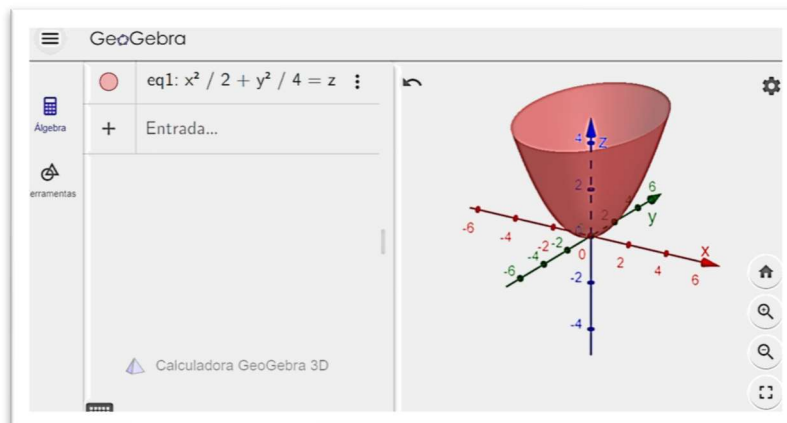 GeoGebra
eq1: x² / 2 + y² / 4 = z
Álgebra
+ Entrada...
erramentas
Calculadora GeoGebra 3D
4 z
2
6
y
2
-6
-4
-2 -2
-4
-6
0
2
4
x
6
-2
-4